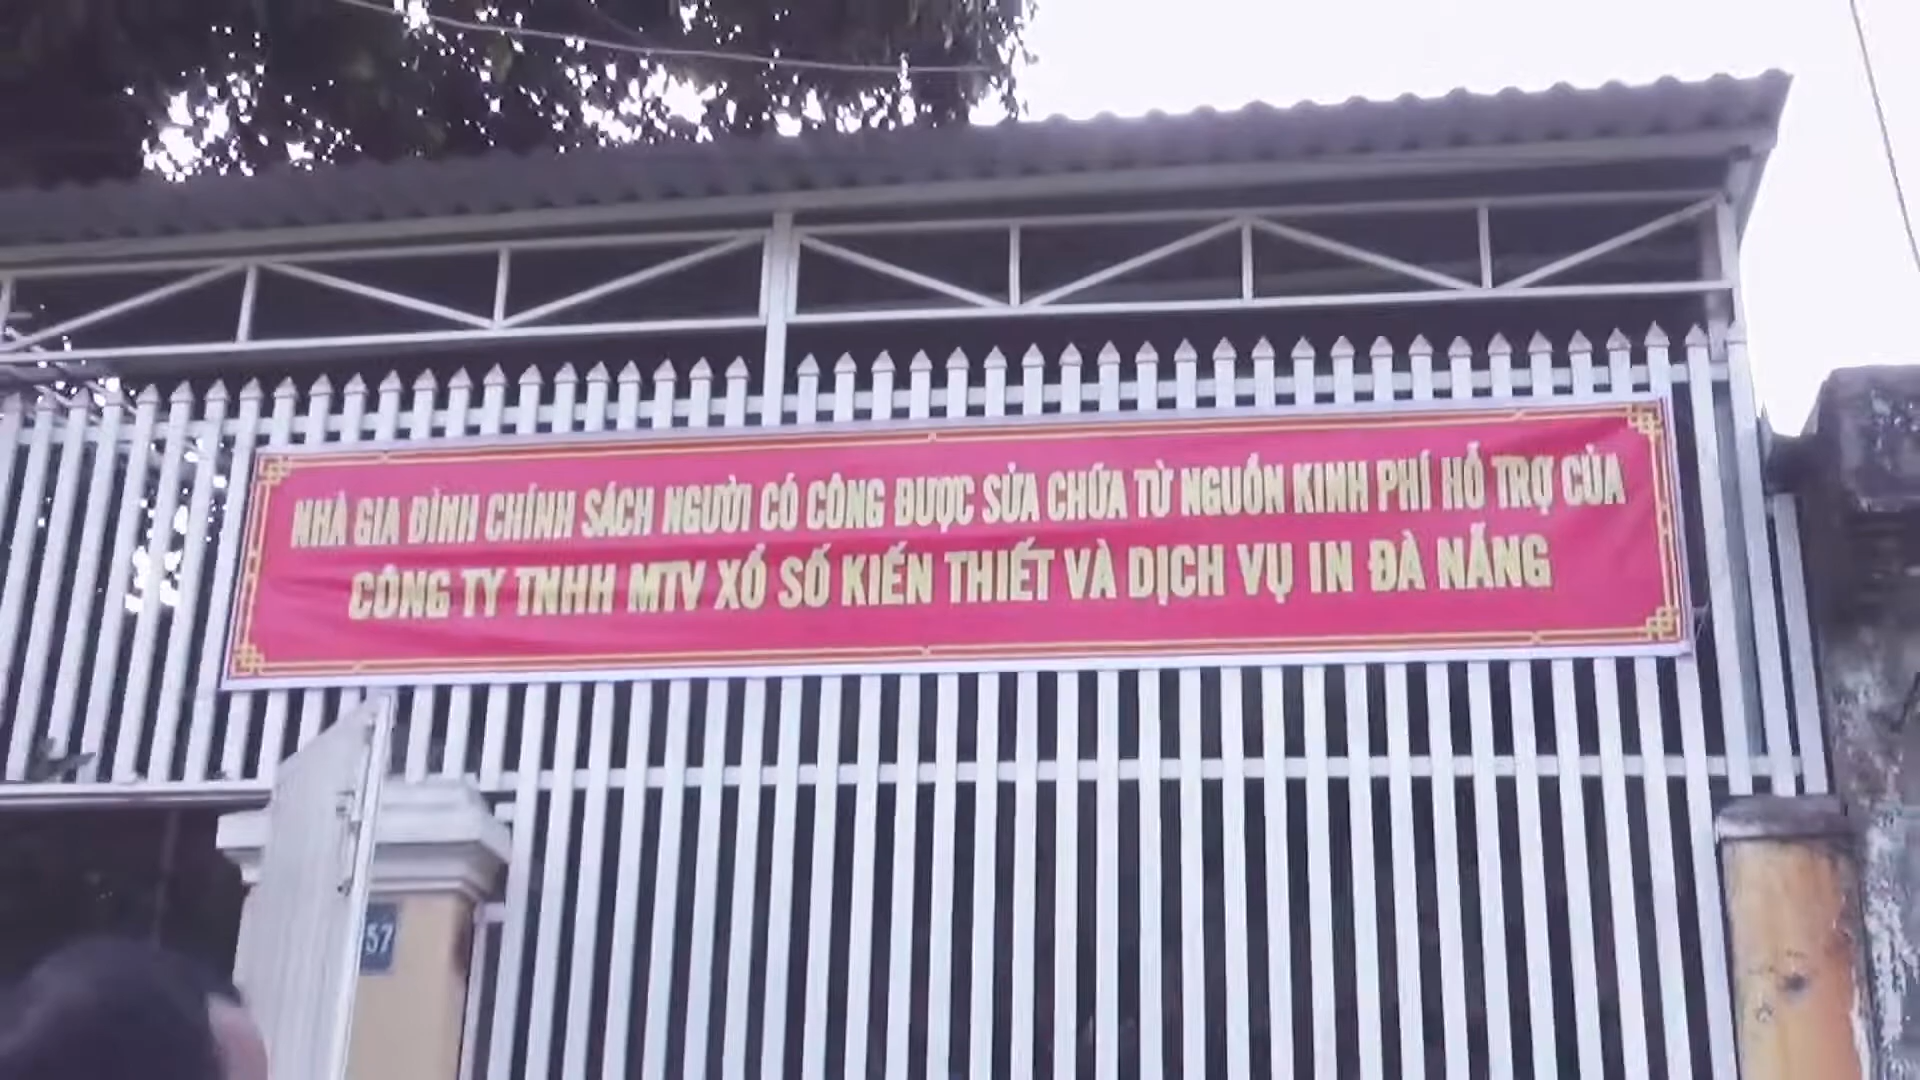 NHÀ GIA ĐÌNH CHÍNH SÁCH NGƯỜI CÓ CÔNG ĐƯỢC SỬA CHỮA TỪ NGUỒN KINH PHÍ HỖ TRỢ CỦA
CÔNG TY TNHH MTV XỔ SỐ KIẾN THIẾT VÀ DỊCH VỤ IN ĐÀ NẴNG
57